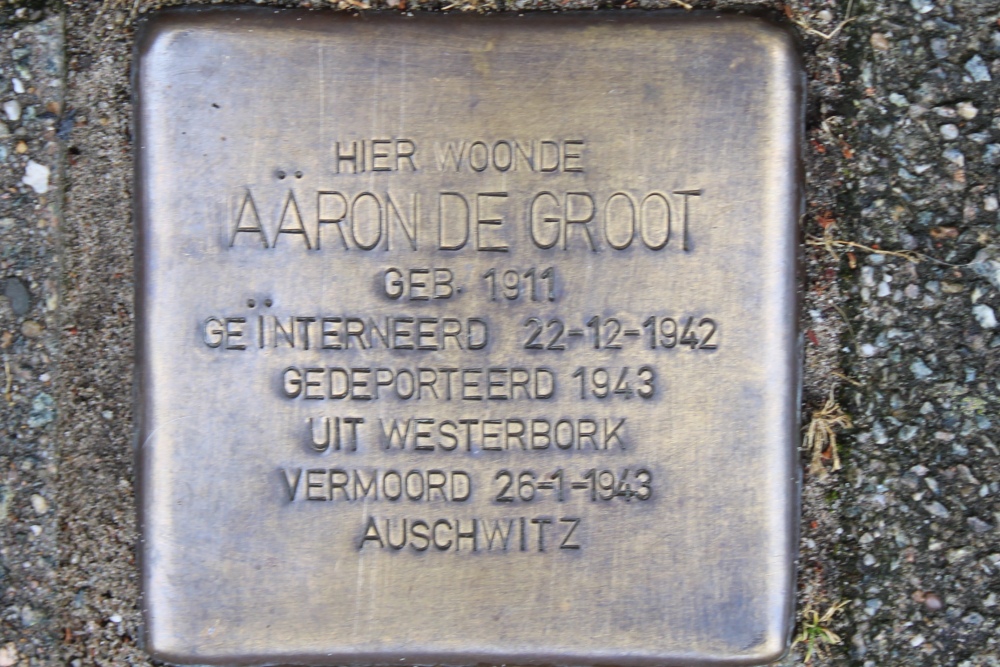 HIER WOONDE
AÄRON DE GROOT
GEB. 1911
GEÏNTERNEERD 22-12-1942
GEDEPORTEERD 1943
UIT WESTERBORK
VERMOORD 26-1-1943
AUSCHWITZ